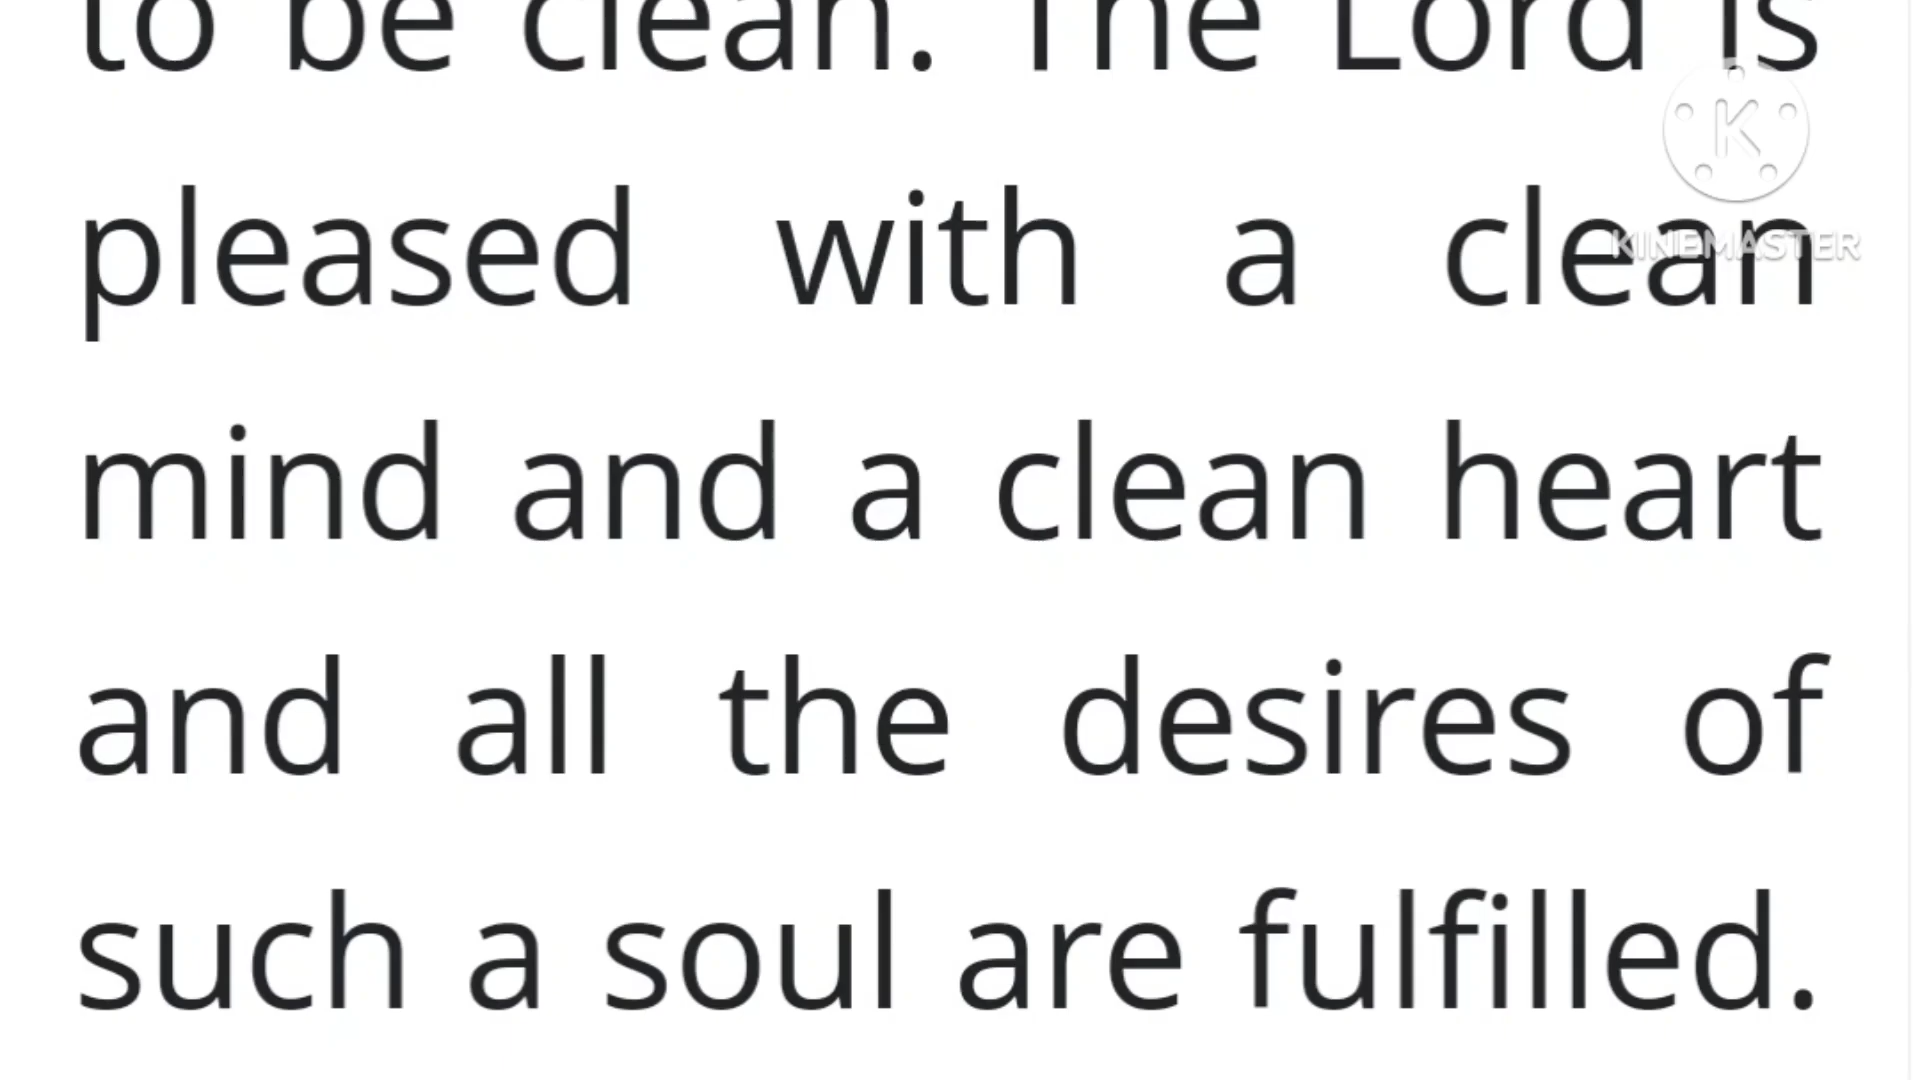 to be clean. The Lord is
pleased with a clean
mind and a clean heart
and all the desires of
such a soul are fulfilled.
K
KINEMASTER